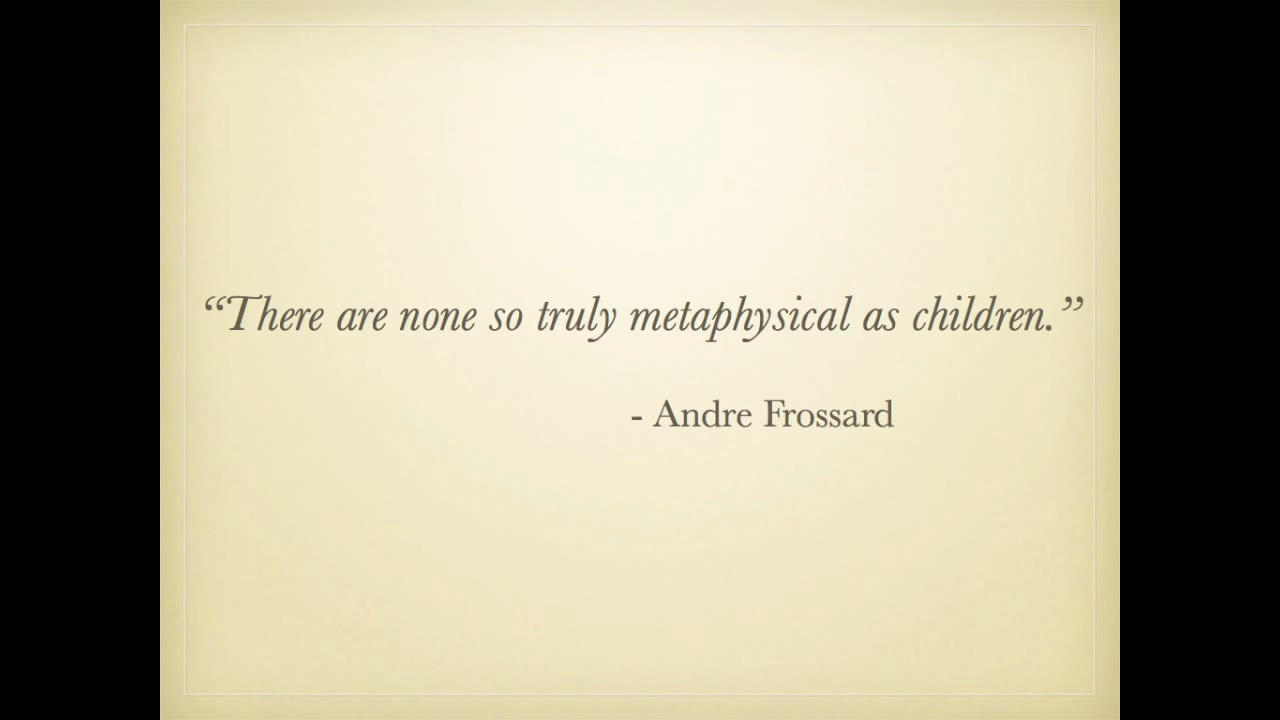 “There are none so truly metaphysical as children.”
- Andre Frossard